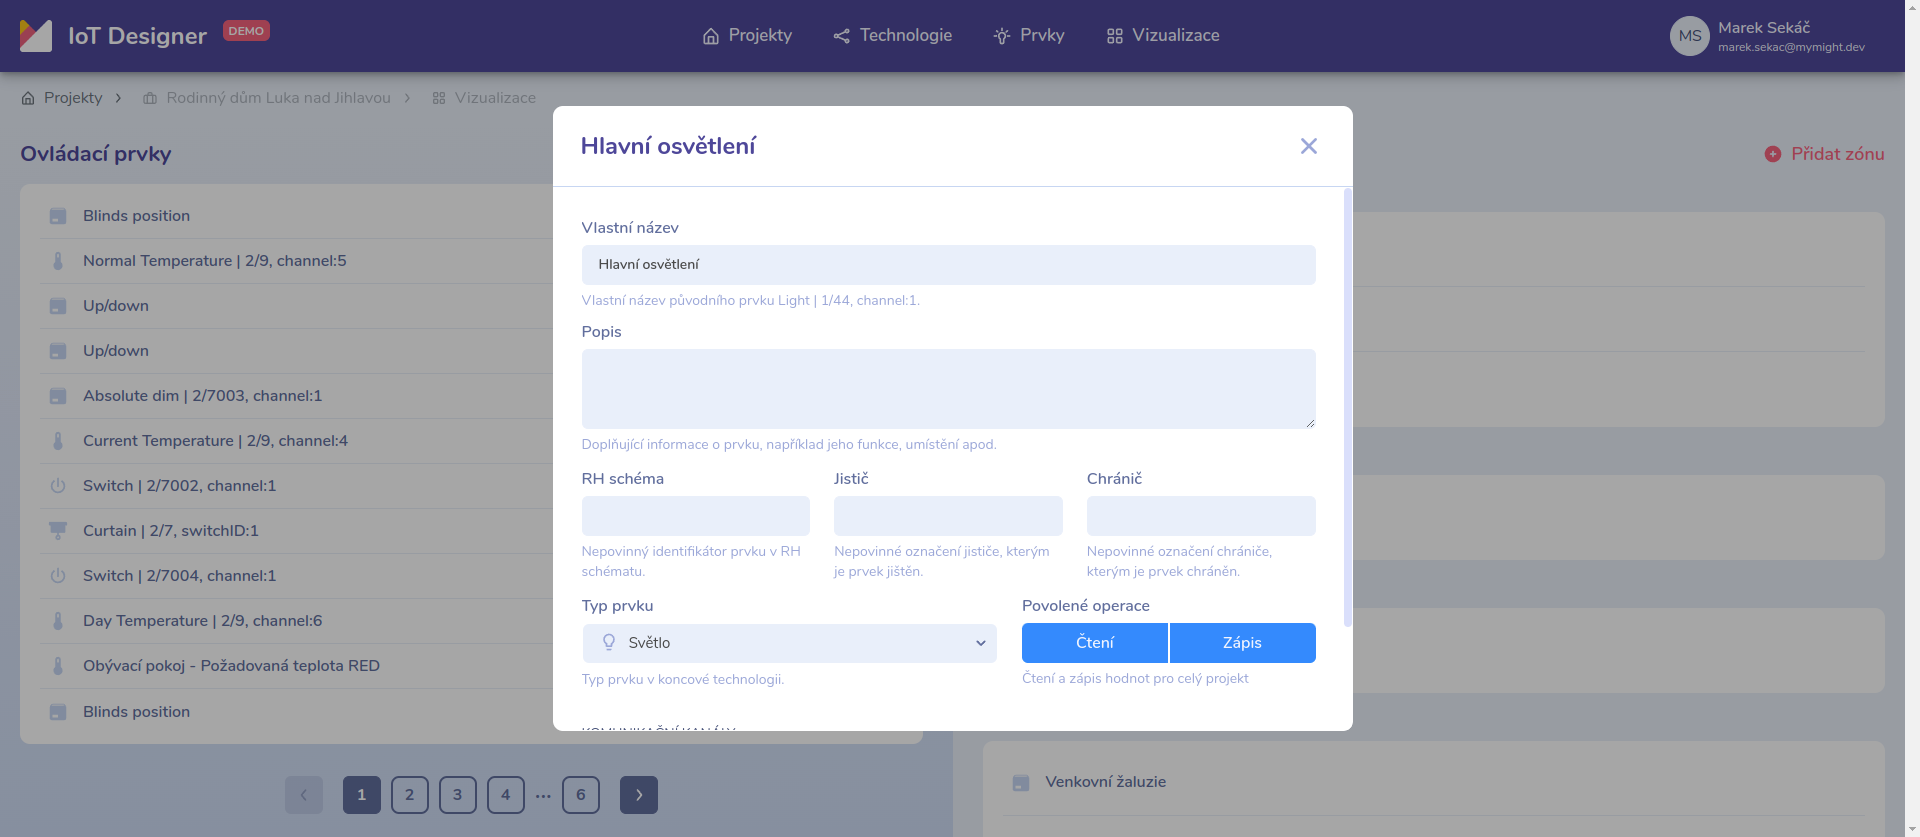 IoT Designer DEMO
Projekty Technologie Prvky Vizualizace
MS Marek Sekáč
marek.sekac@mymight.dev
Projekty Rodinný dům Luka nad Jihlavou Vizualizace
Ovládací prvky
Přidat zónu
Blinds position
Normal Temperature | 2/9, channel:5
Up/down
Up/down
Absolute dim | 2/7003, channel:1
Current Temperature | 2/9, channel:4
Switch | 2/7002, channel:1
Curtain | 2/7, switchID:1
Switch | 2/7004, channel:1
Day Temperature | 2/9, channel:6
Obývací pokoj - Požadovaná teplota RED
Blinds position
1 2 3 4 ... 6
Hlavní osvětlení
Vlastní název
Hlavní osvětlení
Vlastní název původního prvku Light | 1/44, channel:1.
Popis
Doplňující informace o prvku, například jeho funkce, umístění apod.
RH schéma Jistič Chránič
Nepovinný identifikátor prvku v RH
schématu.
Nepovinné označení jističe, kterým
je prvek jištěn.
Nepovinné označení chrániče,
kterým je prvek chráněn.
Typ prvku Povolené operace
Světlo Čtení Zápis
Typ prvku v koncové technologii. Čtení a zápis hodnot pro celý projekt
KOMUNIKAČNÍ KANÁLY
Venkovní žaluzie